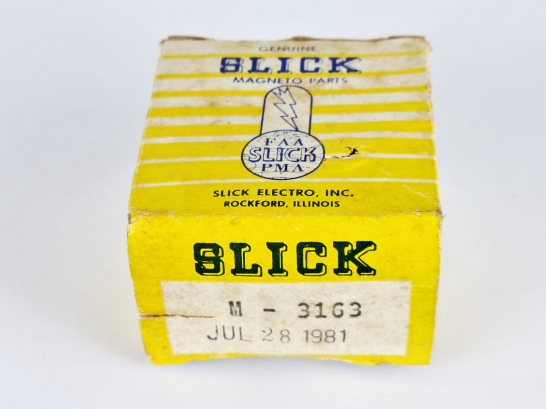 GENUINE
SLICK
MAGNETO PARTS
FAA
SLICK
PMA
SLICK ELECTRO, INC.
ROCKFORD, ILLINOIS
SLICK
M - 3163
JUL 28 1981